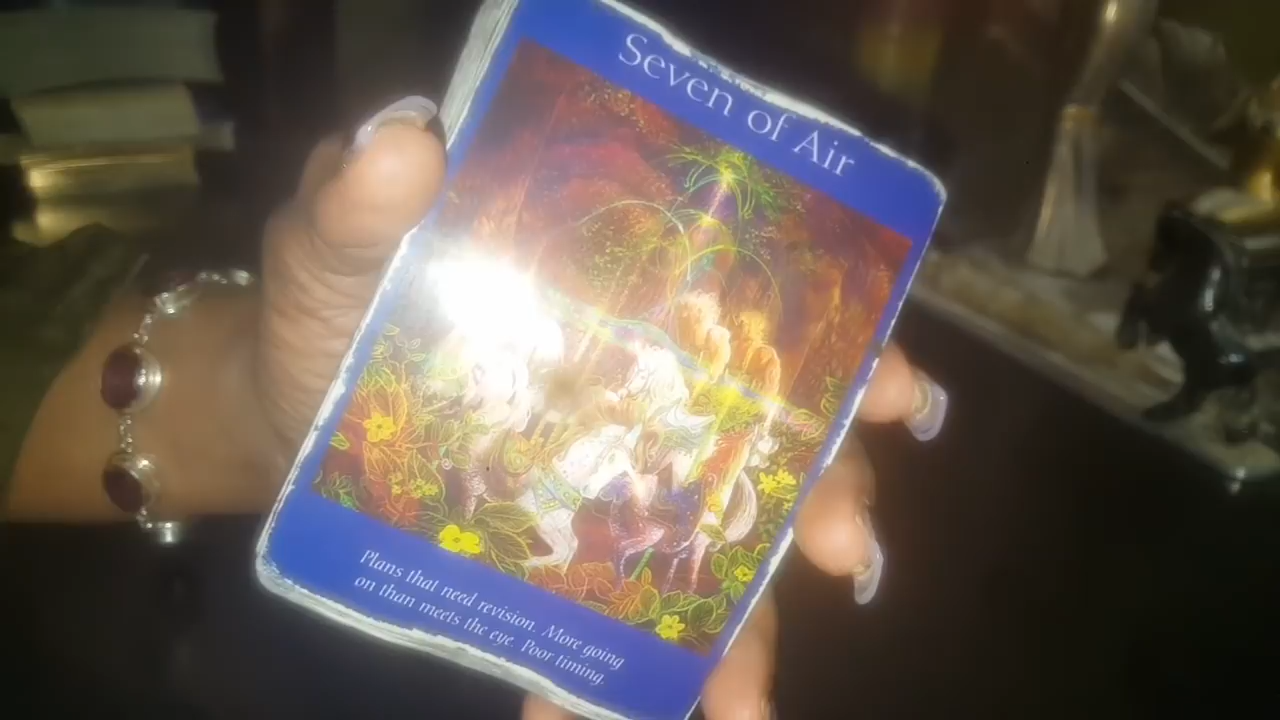 Seven of Air
Plans that need revision. More going
on than meets the eye. Poor timing.